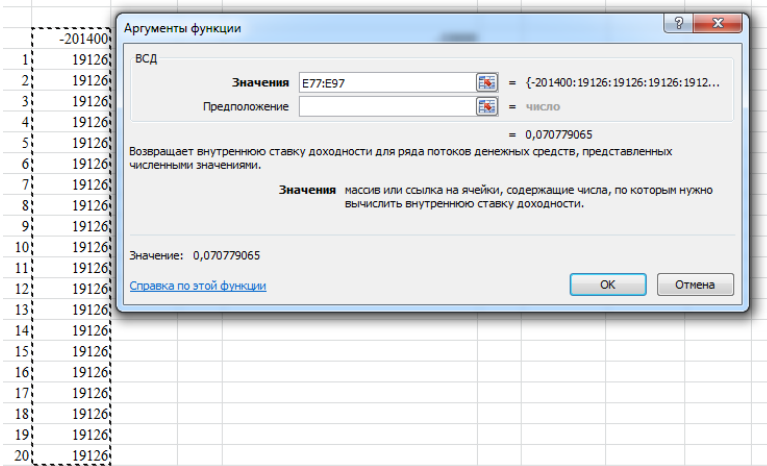 Аргументы функции
ВСД
Значения E77:E97 = {-201400:19126:19126:19126:1912...
Предположение = число
= 0,070779065
Возвращает внутреннюю ставку доходности для ряда потоков денежных средств, представленных
численными значениями.
Значения массив или ссылка на ячейки, содержащие числа, по которым нужно
вычислить внутреннюю ставку доходности.
Значение: 0,070779065
Справка по этой функции
ОК Отмена
-201400
1 19126
2 19126
3 19126
4 19126
5 19126
6 19126
7 19126
8 19126
9 19126
10 19126
11 19126
12 19126
13 19126
14 19126
15 19126
16 19126
17 19126
18 19126
19 19126
20 19126